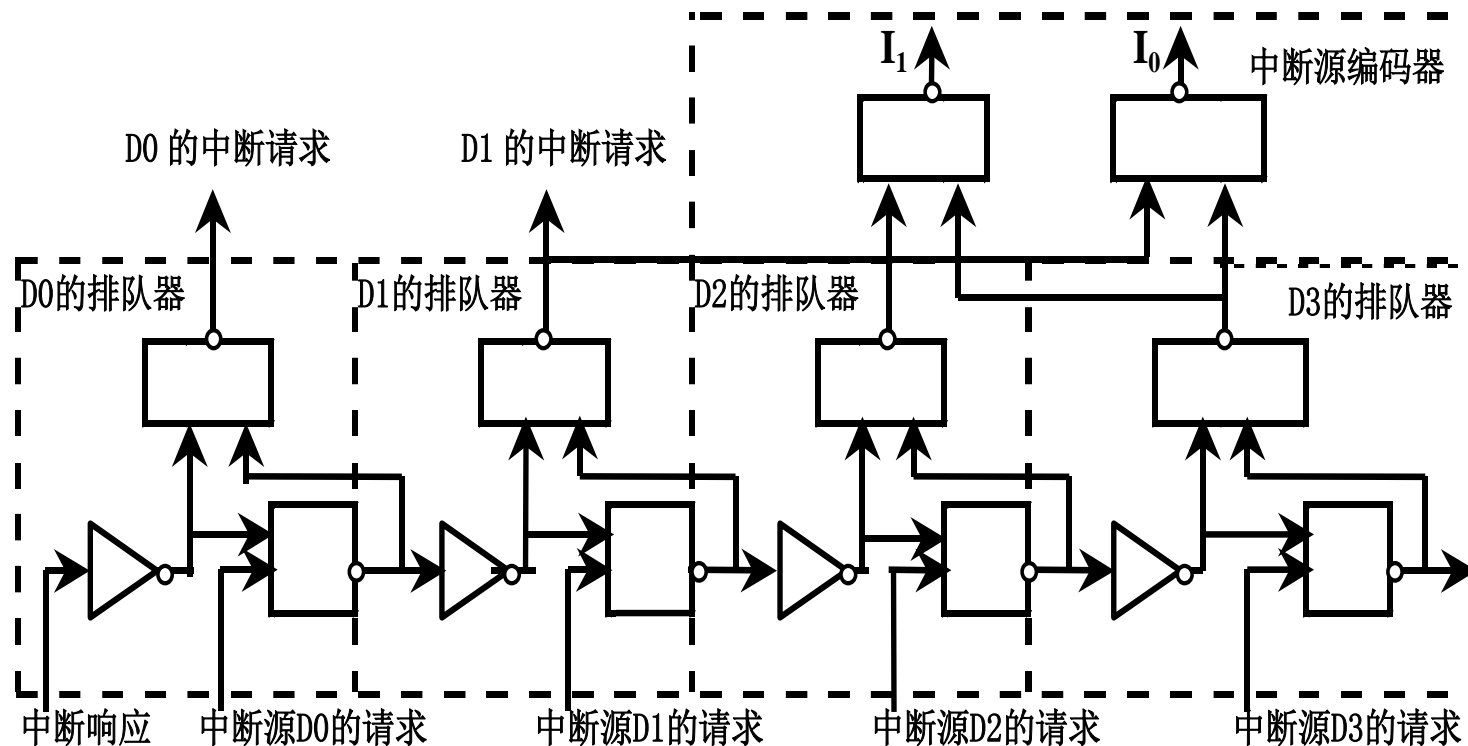 I1
I0
中断源编码器
D0 的中断请求
D1 的中断请求
D0的排队器
D1的排队器
D2的排队器
D3的排队器
中断响应
中断源D0的请求
中断源D1的请求
中断源D2的请求
中断源D3的请求